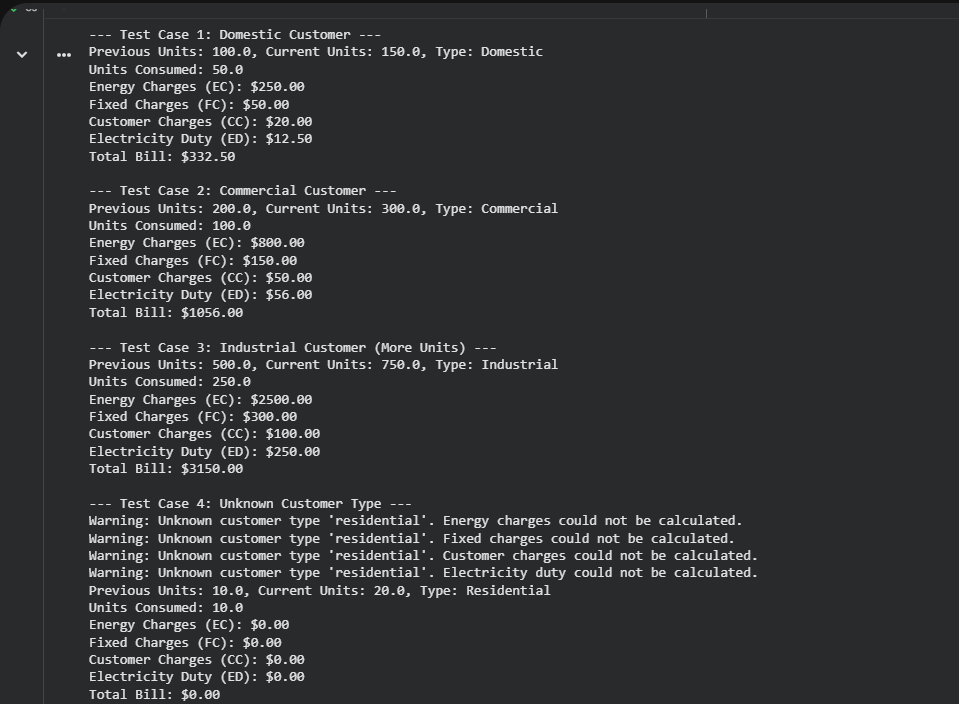 --- Test Case 1: Domestic Customer ---
Previous Units: 100.0, Current Units: 150.0, Type: Domestic
Units Consumed: 50.0
Energy Charges (EC): $250.00
Fixed Charges (FC): $50.00
Customer Charges (CC): $20.00
Electricity Duty (ED): $12.50
Total Bill: $332.50

--- Test Case 2: Commercial Customer ---
Previous Units: 200.0, Current Units: 300.0, Type: Commercial
Units Consumed: 100.0
Energy Charges (EC): $800.00
Fixed Charges (FC): $150.00
Customer Charges (CC): $50.00
Electricity Duty (ED): $56.00
Total Bill: $1056.00

--- Test Case 3: Industrial Customer (More Units) ---
Previous Units: 500.0, Current Units: 750.0, Type: Industrial
Units Consumed: 250.0
Energy Charges (EC): $2500.00
Fixed Charges (FC): $300.00
Customer Charges (CC): $100.00
Electricity Duty (ED): $250.00
Total Bill: $3150.00

--- Test Case 4: Unknown Customer Type ---
Warning: Unknown customer type 'residential'. Energy charges could not be calculated.
Warning: Unknown customer type 'residential'. Fixed charges could not be calculated.
Warning: Unknown customer type 'residential'. Customer charges could not be calculated.
Warning: Unknown customer type 'residential'. Electricity duty could not be calculated.
Previous Units: 10.0, Current Units: 20.0, Type: Residential
Units Consumed: 10.0
Energy Charges (EC): $0.00
Fixed Charges (FC): $0.00
Customer Charges (CC): $0.00
Electricity Duty (ED): $0.00
Total Bill: $0.00